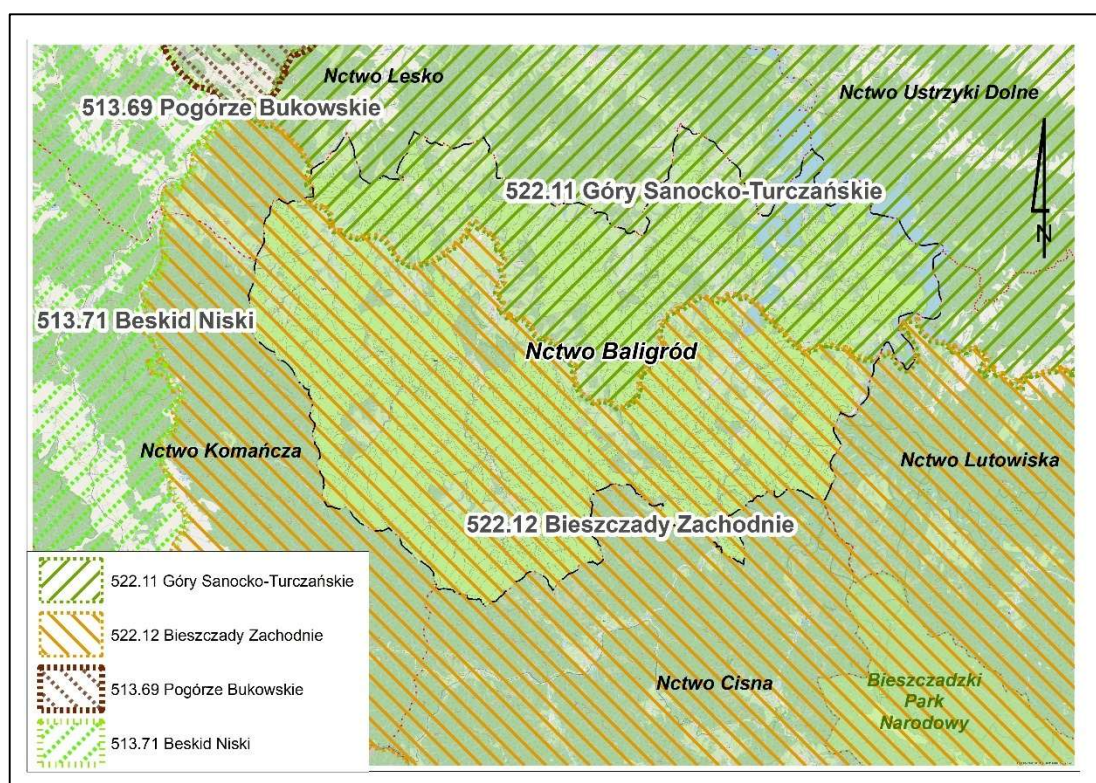 Nctwo Lesko
Nctwo Ustrzyki Dolne
513.69 Pogórze Bukowskie
522.11 Góry Sanocko-Turczańskie
N
513.71 Beskid Niski
Nctwo Baligród
Nctwo Komańcza
Nctwo Lutowiska
522.12 Bieszczady Zachodnie
522.11 Góry Sanocko-Turczańskie
522.12 Bieszczady Zachodnie
513.69 Pogórze Bukowskie
513.71 Beskid Niski
Nctwo Cisna
Bieszczadzki
Park
Narodowy